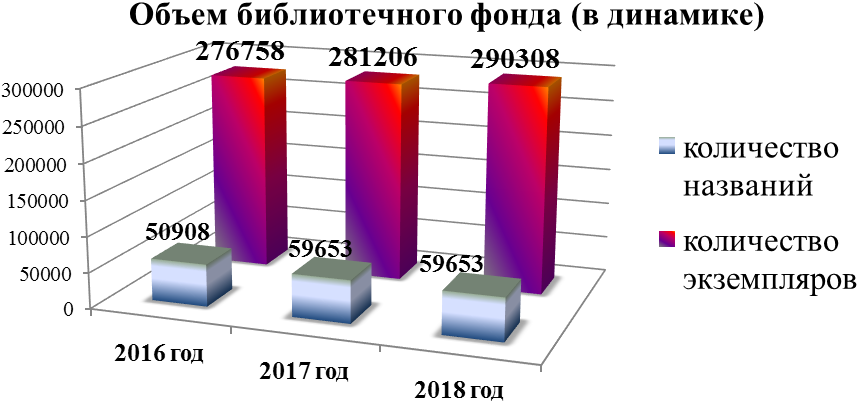 Объем библиотечного фонда (в динамике)
276758
281206
290308
300000
250000
200000
150000
100000
50000
0
50908
59653
59653
2016 год
2017 год
2018 год
количество
названий
количество
экземпляров